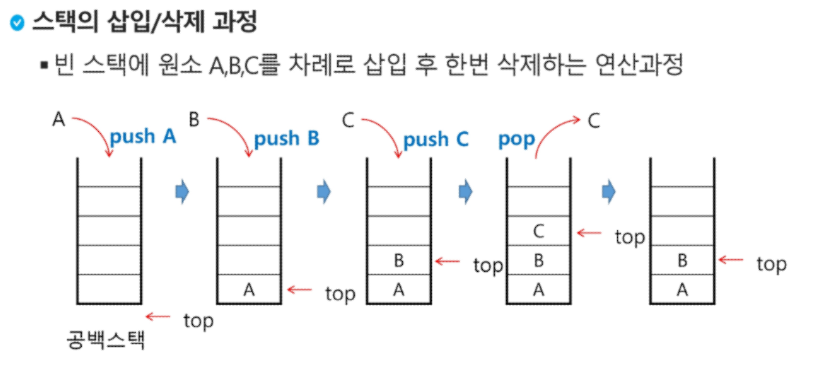 스택의 삽입/삭제 과정
▪ 빈 스택에 원소 A,B,C를 차례로 삽입 후 한번 삭제하는 연산과정
A push A B push B C push C pop C
C top
B top B B top
A top A A A
top
공백스택